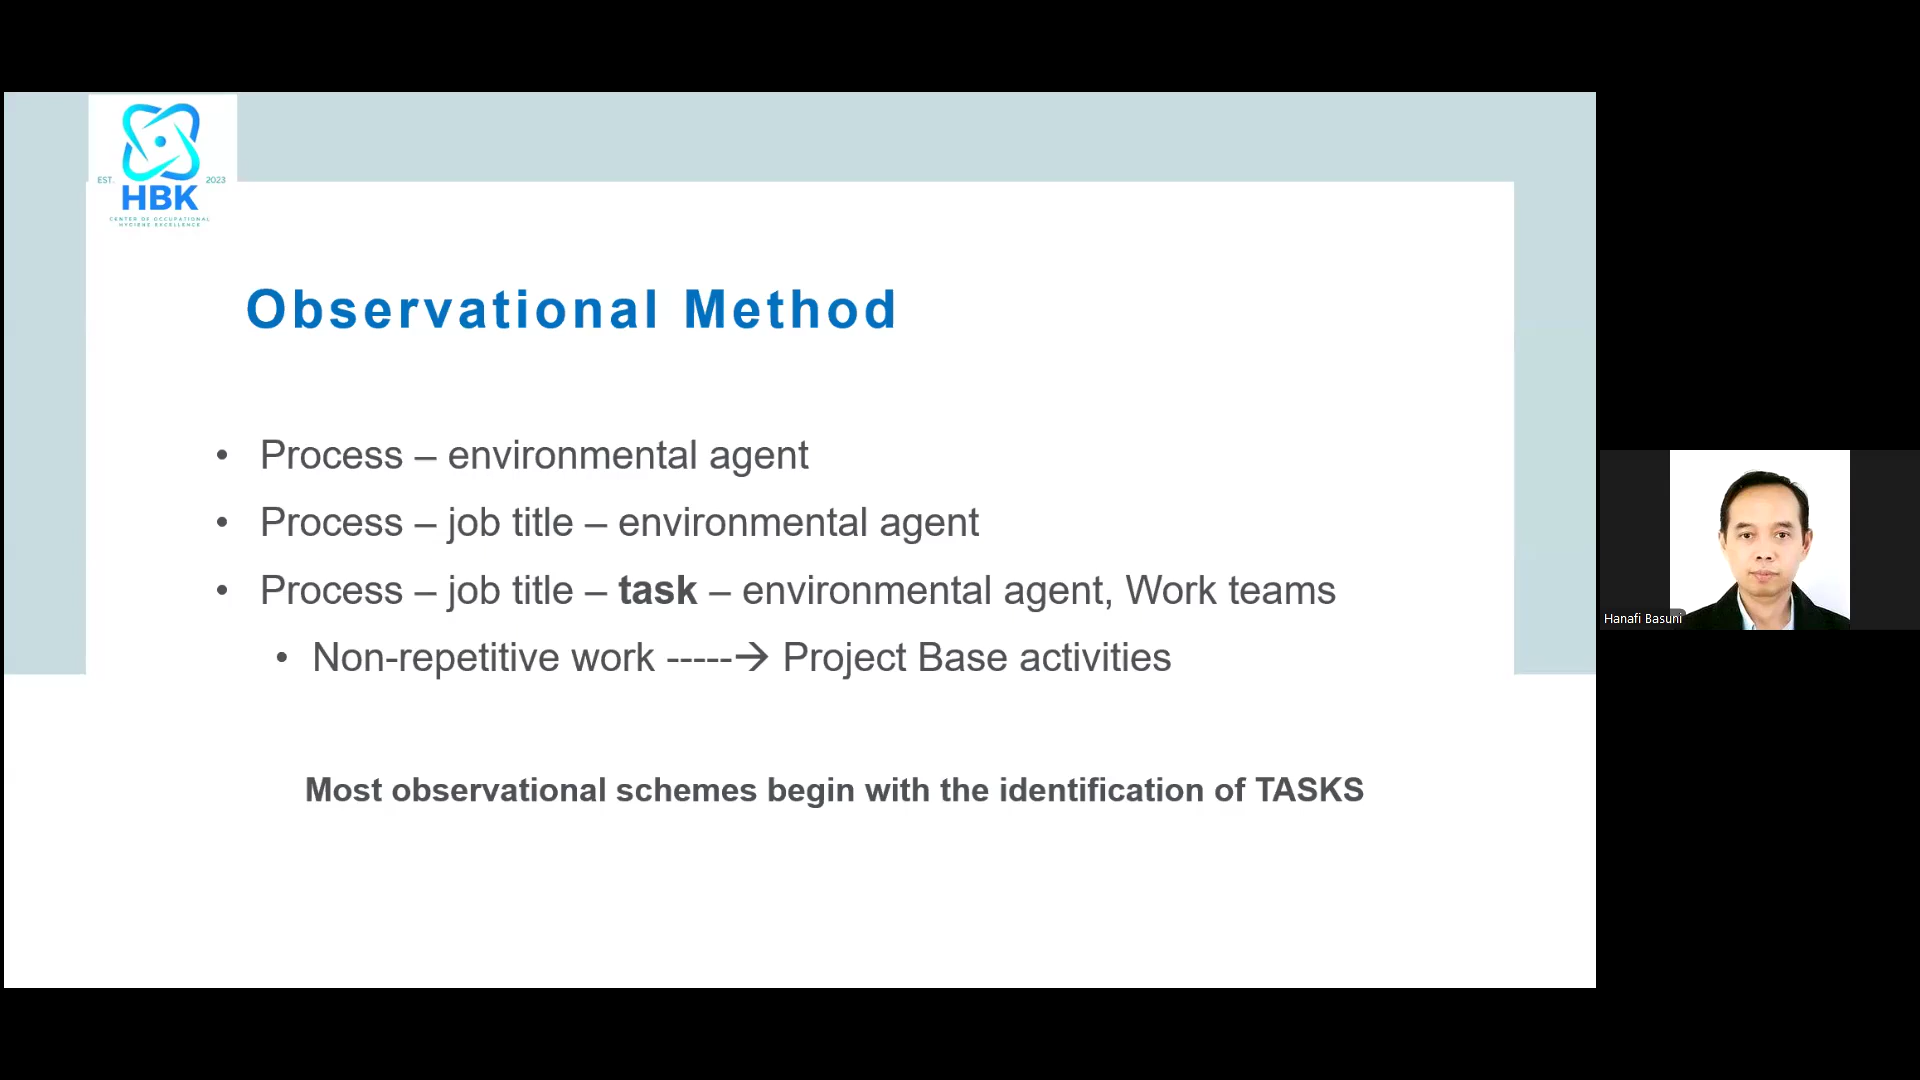 EST. 2023
HBK
CENTER OF OCCUPATIONAL
HYGIENE EXCELLENCE
Observational Method
• Process – environmental agent
• Process – job title – environmental agent
• Process – job title – task – environmental agent, Work teams
• Non-repetitive work -----→ Project Base activities
Most observational schemes begin with the identification of TASKS
Hanafi Basuni